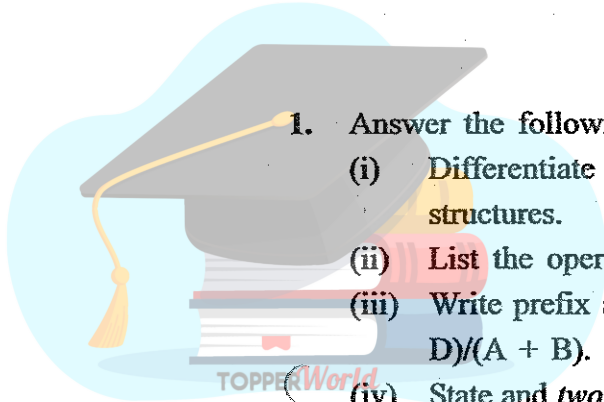 1. Answer the follow
(i) Differentiate
structures.
(ii) List the oper
(iii) Write prefix
D)/(A + B).
TOPPERWorld
(iv) State and two